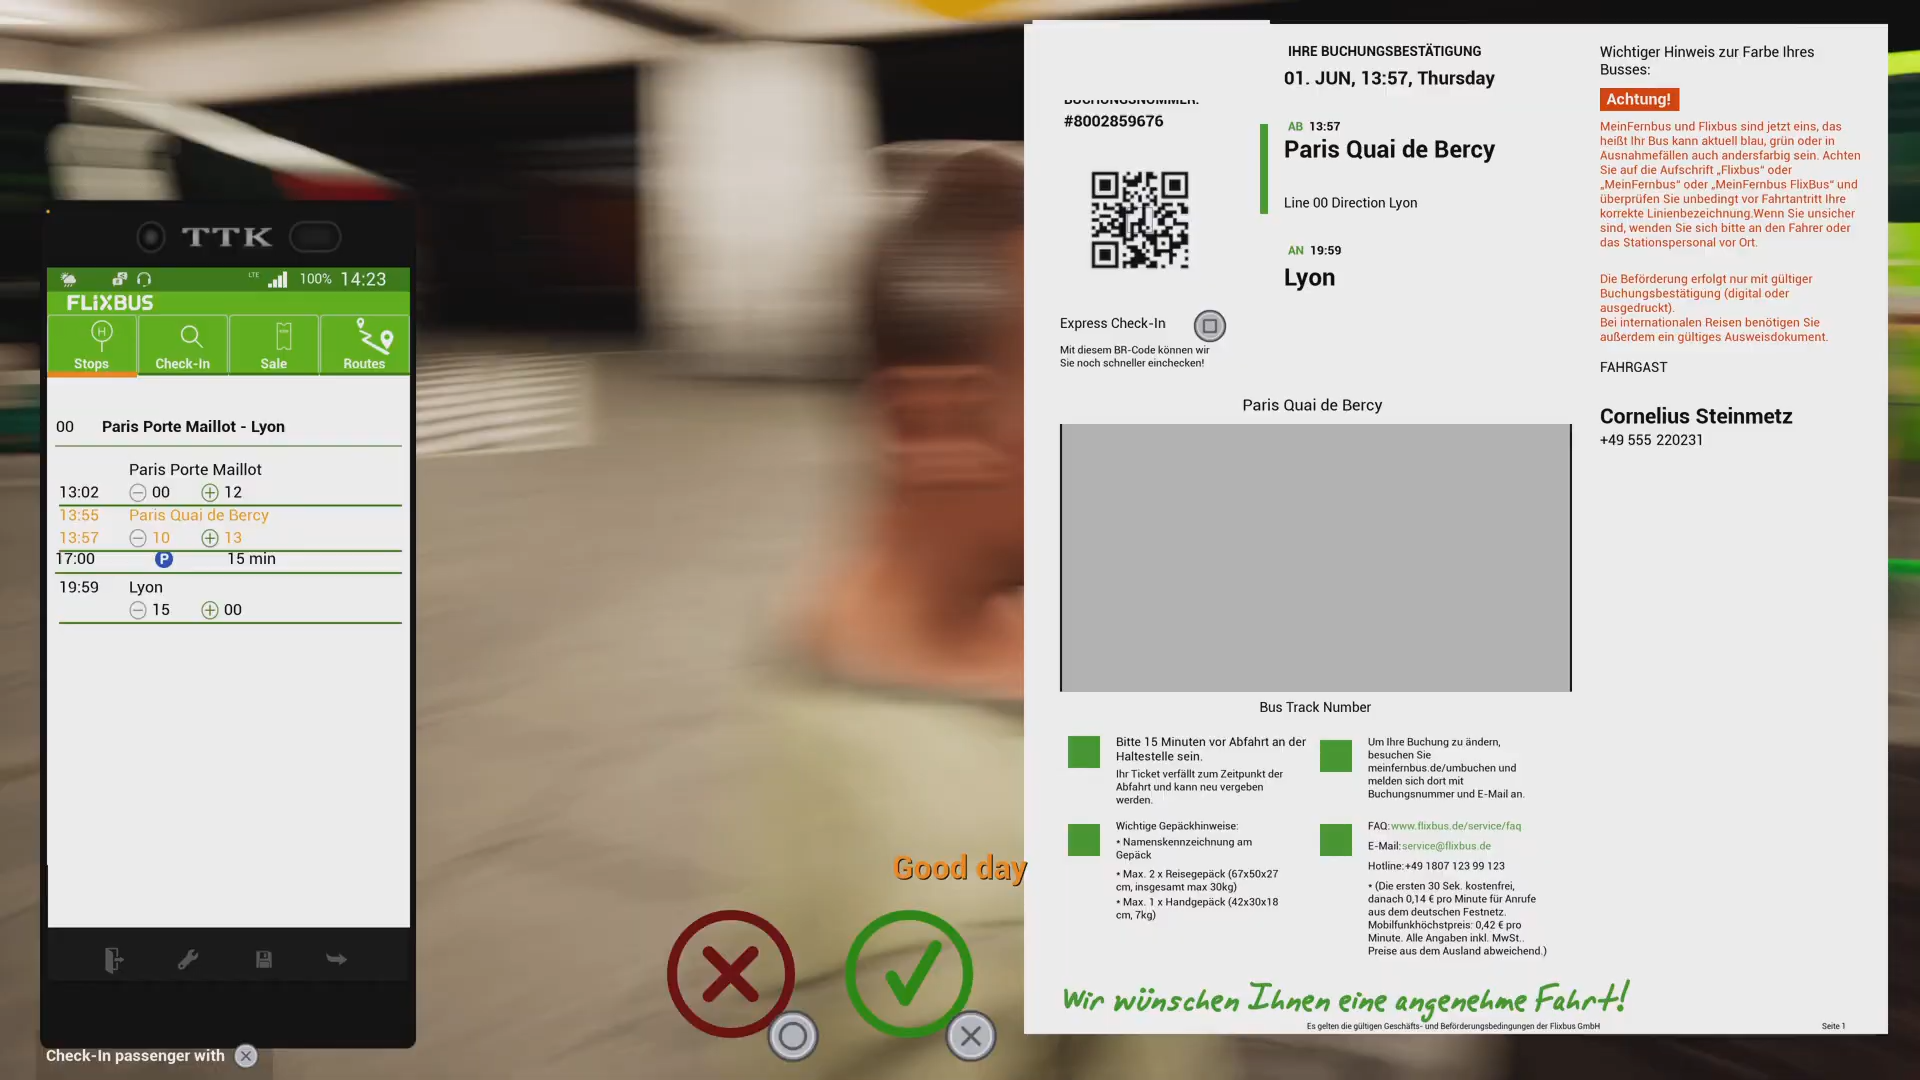 TTK
LTE
100%
14:23
FLiXBUS
Stops
Check-In
Sale
Routes
00 Paris Porte Maillot - Lyon
Paris Porte Maillot
13:02 00 12
13:55 Paris Quai de Bercy
13:57 10 13
17:00 P 15 min
19:59 Lyon
15 00
Check-In passenger with
Good day
BUCHUNGSNUMMER:
#8002859676
Express Check-In
Mit diesem BR-Code können wir
Sie noch schneller einchecken!
IHRE BUCHUNGSBESTÄTIGUNG
01. JUN, 13:57, Thursday
AB 13:57
Paris Quai de Bercy
Line 00 Direction Lyon
AN 19:59
Lyon
Paris Quai de Bercy
Bus Track Number
Bitte 15 Minuten vor Abfahrt an der
Haltestelle sein.
Ihr Ticket verfällt zum Zeitpunkt der
Abfahrt und kann neu vergeben
werden.
Wichtige Gepäckhinweise:
* Namenskennzeichnung am
Gepäck
* Max. 2 x Reisegepäck (67x50x27
cm, insgesamt max 30kg)
* Max. 1 x Handgepäck (42x30x18
cm, 7kg)
Um Ihre Buchung zu ändern,
besuchen Sie
meinfernbus.de/umbuchen und
melden sich dort mit
Buchungsnummer und E-Mail an.
FAQ:www.flixbus.de/service/faq
E-Mail:service@flixbus.de
Hotline:+49 1807 123 99 123
* (Die ersten 30 Sek. kostenfrei,
danach 0,14 € pro Minute für Anrufe
aus dem deutschen Festnetz.
Mobilfunkhöchstpreis: 0,42 € pro
Minute. Alle Angaben inkl. MwSt..
Preise aus dem Ausland abweichend.)
Wichtiger Hinweis zur Farbe Ihres
Busses:
Achtung!
MeinFernbus und Flixbus sind jetzt eins, das
heißt Ihr Bus kann aktuell blau, grün oder in
Ausnahmefällen auch andersfarbig sein. Achten
Sie auf die Aufschrift „Flixbus“ oder
„MeinFernbus“ oder „MeinFernbus FlixBus“ und
überprüfen Sie unbedingt vor Fahrtantritt Ihre
korrekte Linienbezeichnung.Wenn Sie unsicher
sind, wenden Sie sich bitte an den Fahrer oder
das Stationspersonal vor Ort.
Die Beförderung erfolgt nur mit gültiger
Buchungsbestätigung (digital oder
ausgedruckt).
Bei internationalen Reisen benötigen Sie
außerdem ein gültiges Ausweisdokument.
FAHRGAST
Cornelius Steinmetz
+49 555 220231
Wir wünschen Ihnen eine angenehme Fahrt!
Es gelten die gültigen Geschäfts- und Beförderungsbedingungen der Flixbus GmbH
Seite 1